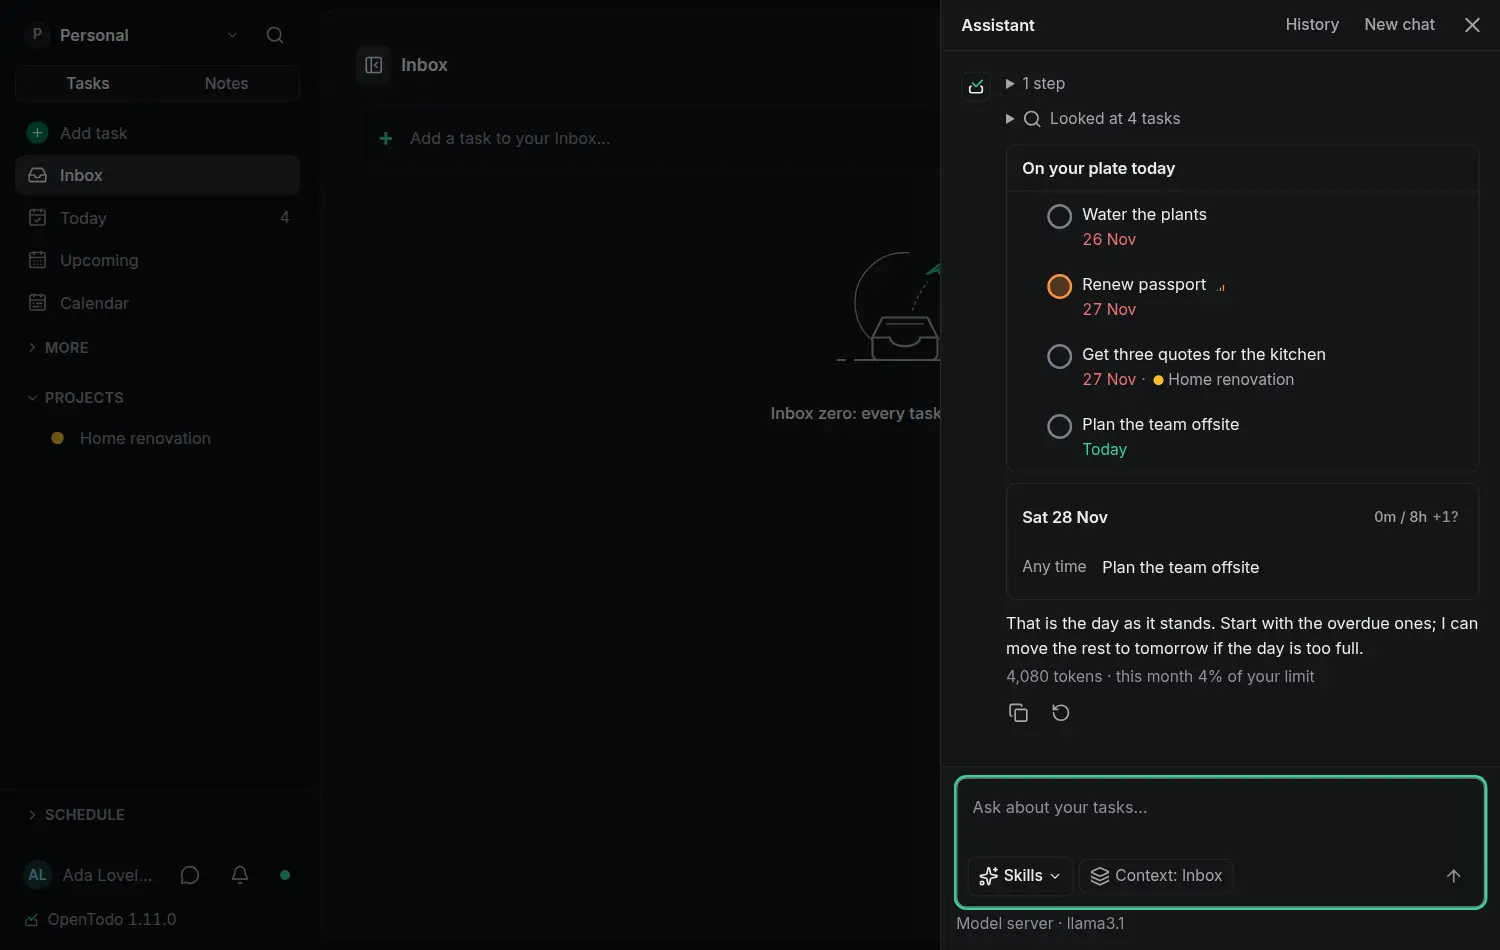 P Personal
Tasks Notes
Add task
Inbox
Today 4
Upcoming
Calendar
MORE
PROJECTS
Home renovation
SCHEDULE
AL Ada Lovel...
OpenTodo 1.11.0
Inbox
Add a task to your Inbox...
Inbox zero: every task
Assistant History New chat
1 step
Looked at 4 tasks
On your plate today
Water the plants
26 Nov
Renew passport
27 Nov
Get three quotes for the kitchen
27 Nov · Home renovation
Plan the team offsite
Today
Sat 28 Nov 0m / 8h +1?
Any time Plan the team offsite
That is the day as it stands. Start with the overdue ones; I can
move the rest to tomorrow if the day is too full.
4,080 tokens · this month 4% of your limit
Ask about your tasks...
Skills Context: Inbox
Model server · llama3.1